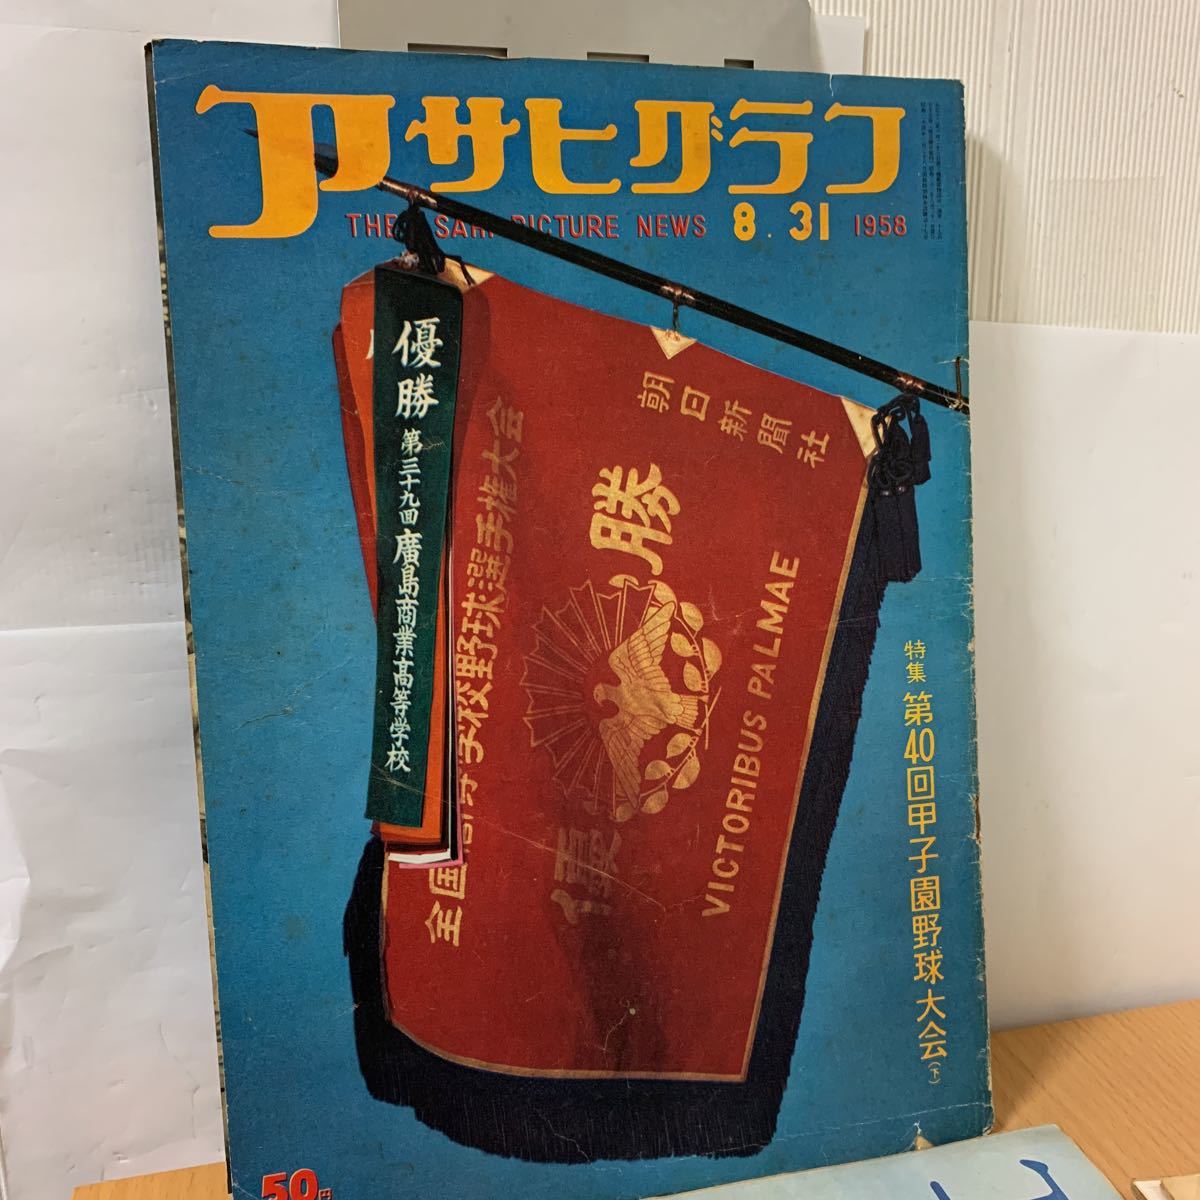 アサヒグラフ
THE ASAHI PICTURE NEWS 8.31 1958
優勝 第三十九回 廣島商業高等学校
朝日新聞社
優勝
VICTORIBUS PALMAE
全国高等学校野球選手権大会
特集 第40回甲子園野球大会(下)
50円